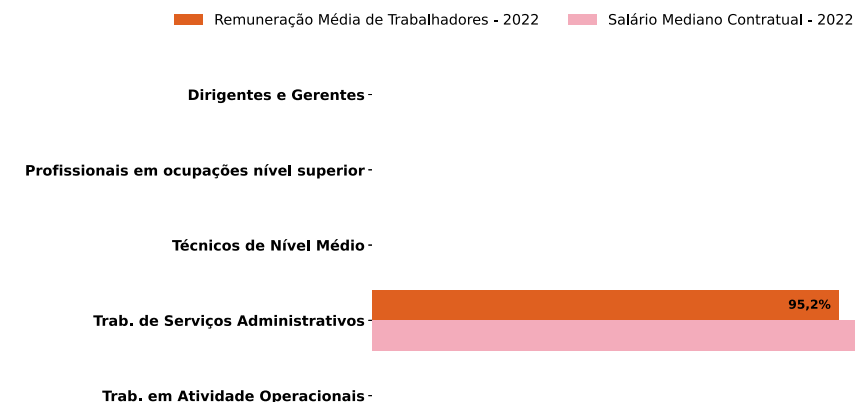 Remuneração Média de Trabalhadores - 2022 Salário Mediano Contratual - 2022
Dirigentes e Gerentes
Profissionais em ocupações nível superior
Técnicos de Nível Médio
95,2%
Trab. de Serviços Administrativos
Trab. em Atividade Operacionais